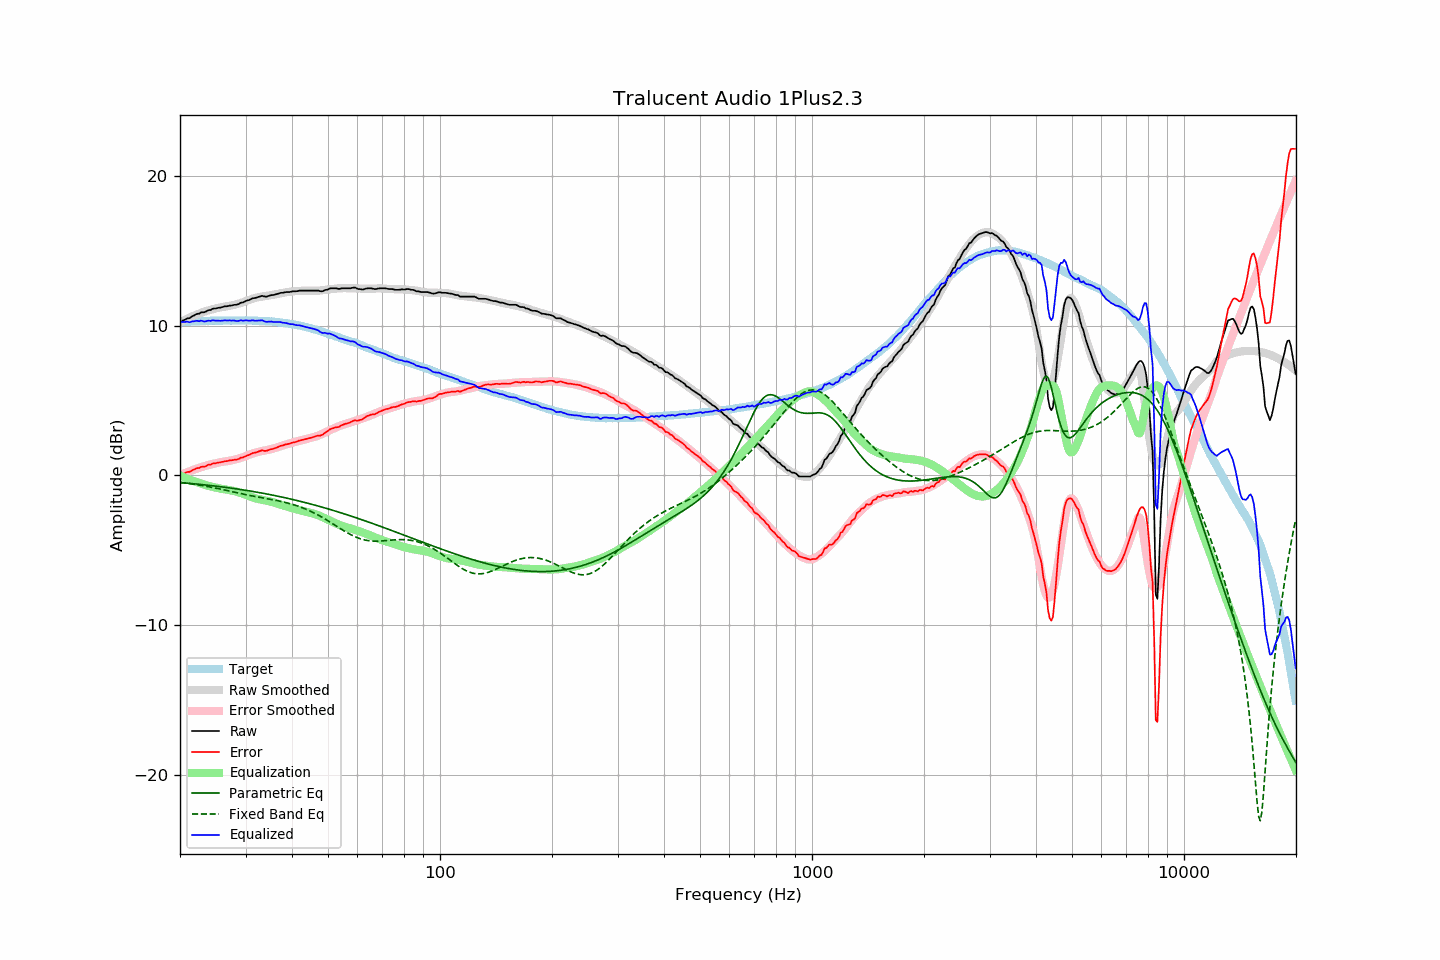 Tralucent Audio 1Plus2.3
Amplitude (dBr)
20
10
0
−10
−20
Target
Raw Smoothed
Error Smoothed
Raw
Error
Equalization
Parametric Eq
Fixed Band Eq
Equalized
100
1000
10000
Frequency (Hz)